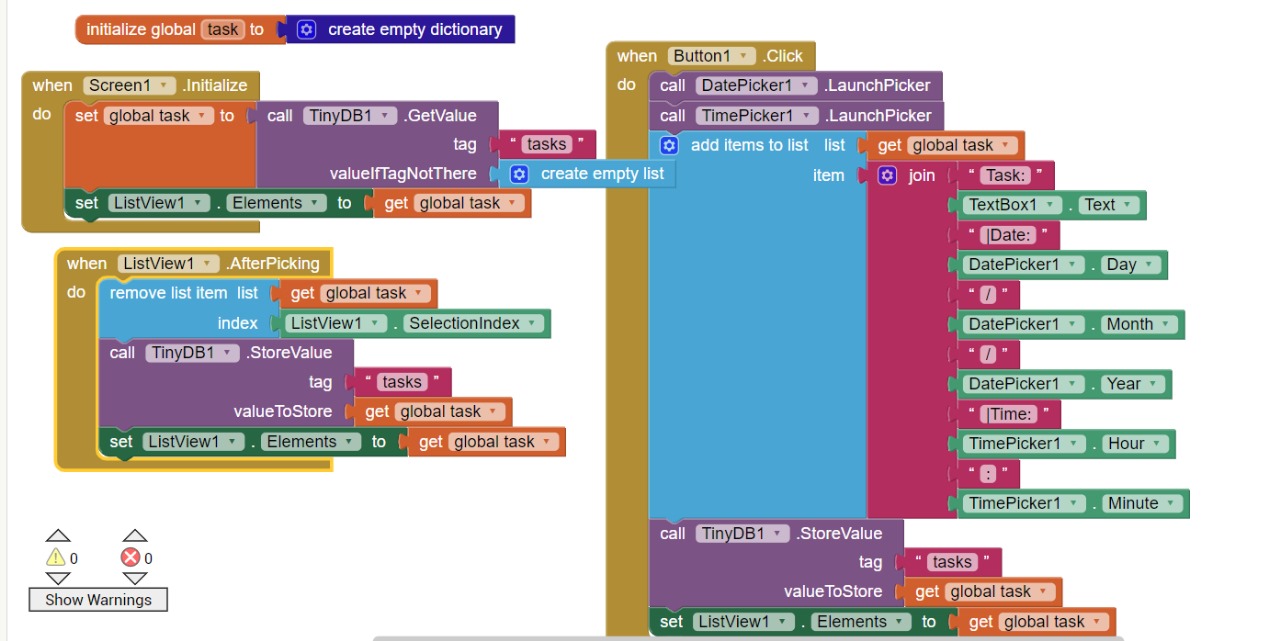 initialize global task to create empty dictionary
when Screen1 .Initialize
do set global task to call TinyDB1 .GetValue
tag " tasks "
valueIfTagNotThere create empty list
set ListView1 . Elements to get global task
when ListView1 .AfterPicking
do remove list item list get global task
index ListView1 . SelectionIndex
call TinyDB1 .StoreValue
tag " tasks "
valueToStore get global task
set ListView1 . Elements to get global task
0 0
Show Warnings
when Button1 .Click
do call DatePicker1 .LaunchPicker
call TimePicker1 .LaunchPicker
add items to list list get global task
item join " Task: "
TextBox1 . Text
" |Date: "
DatePicker1 . Day
" / "
DatePicker1 . Month
" / "
DatePicker1 . Year
" |Time: "
TimePicker1 . Hour
" : "
TimePicker1 . Minute
call TinyDB1 .StoreValue
tag " tasks "
valueToStore get global task
set ListView1 . Elements to get global task